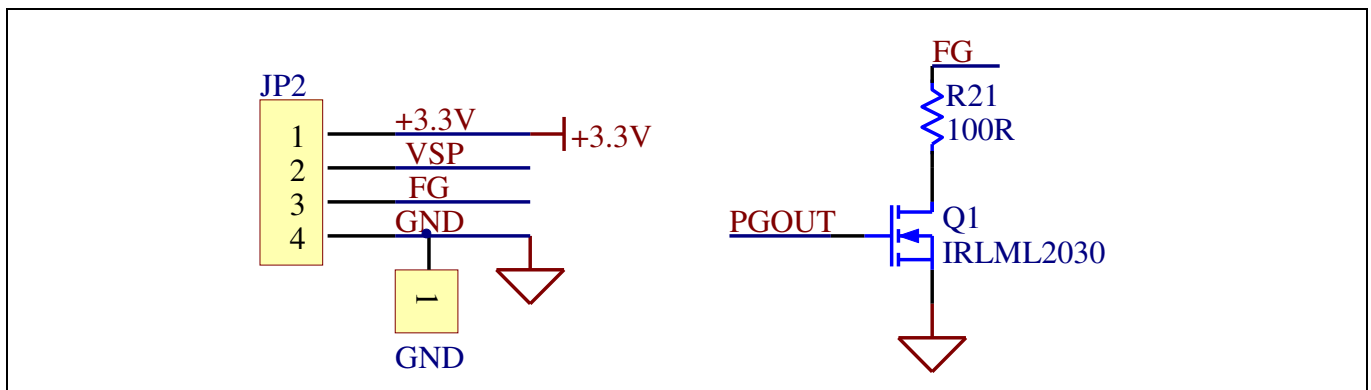 JP2
1
+3.3V
+3.3V
2
VSP
3
FG
4
GND
1
GND
FG
R21
100R
PGOUT
Q1
IRLML2030